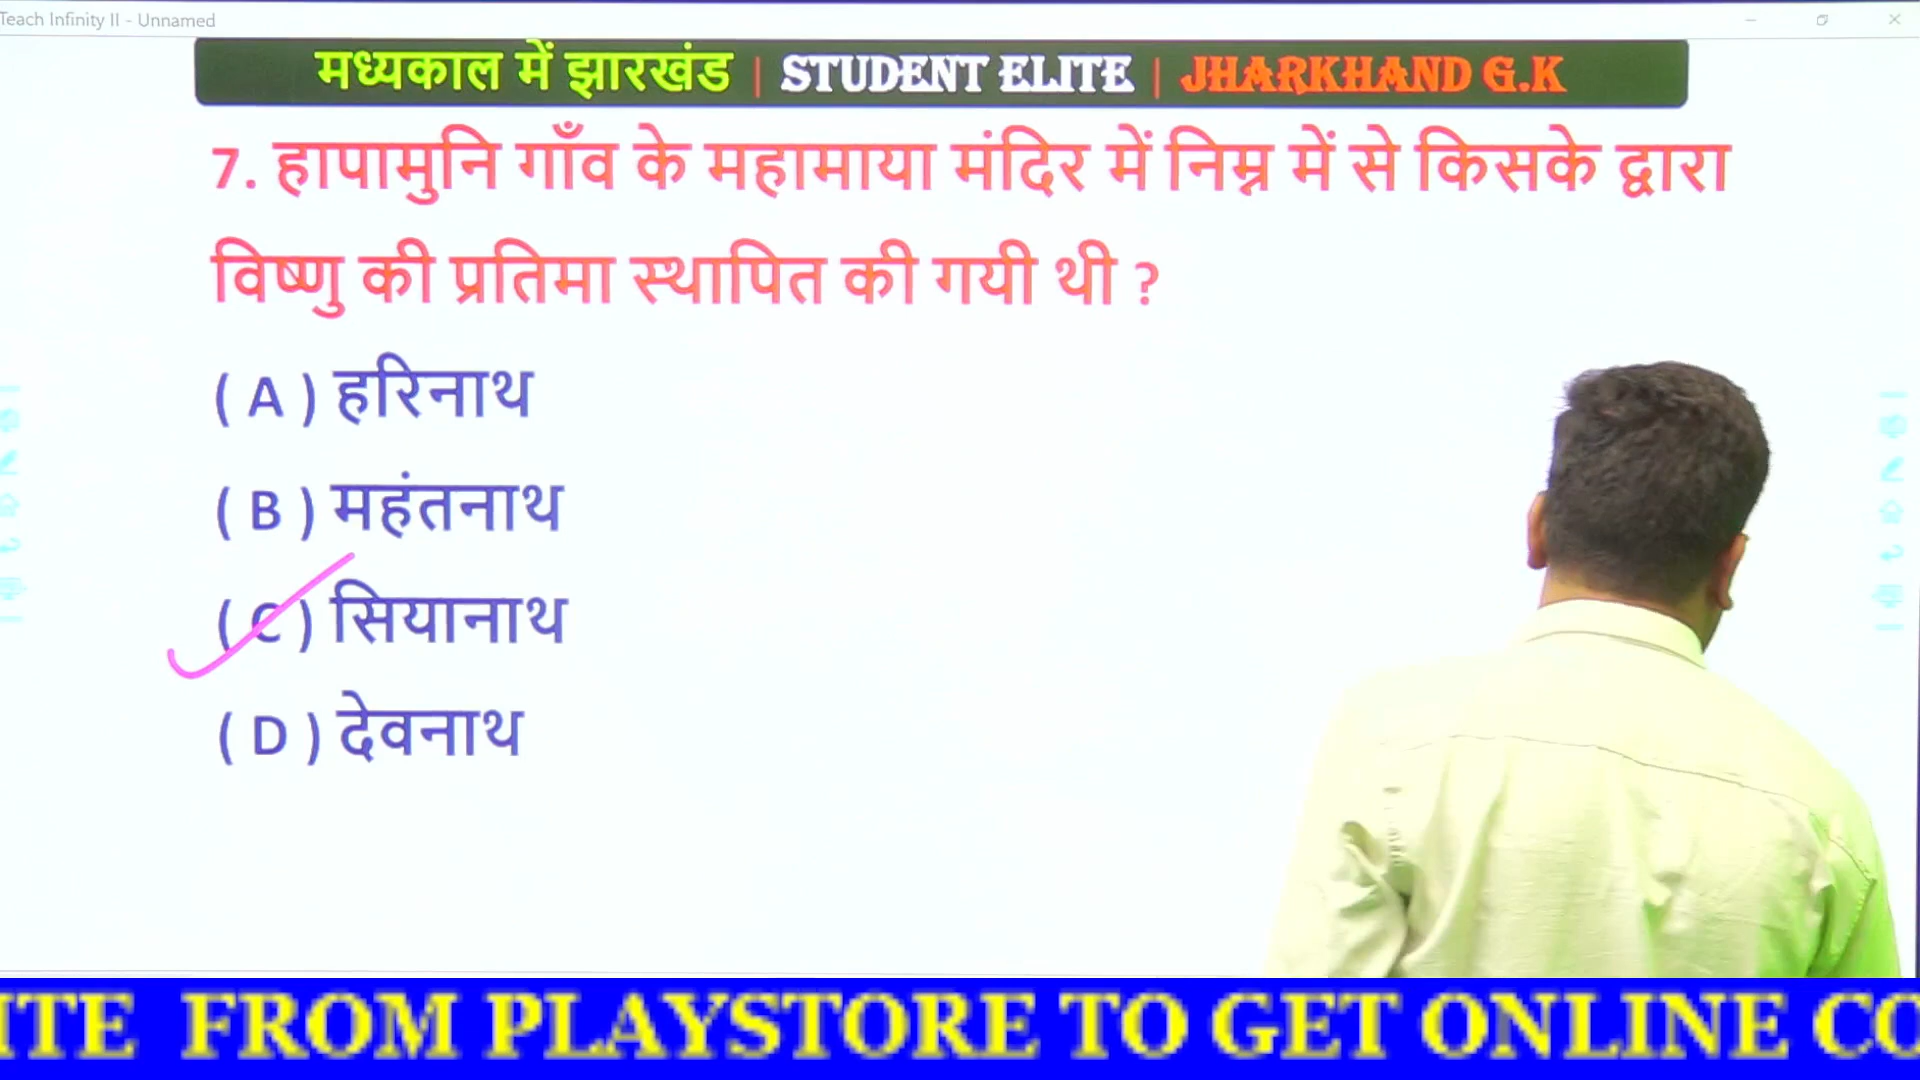 Teach Infinity II - Unnamed
मध्यकाल में झारखंड | STUDENT ELITE | JHARKHAND G.K
7. हापामुनि गाँव के महामाया मंदिर में निम्न में से किसके द्वारा
विष्णु की प्रतिमा स्थापित की गयी थी ?
( A ) हरिनाथ
( B ) महंतनाथ
( C ) सियानाथ
( D ) देवनाथ
ITE FROM PLAYSTORE TO GET ONLINE CO